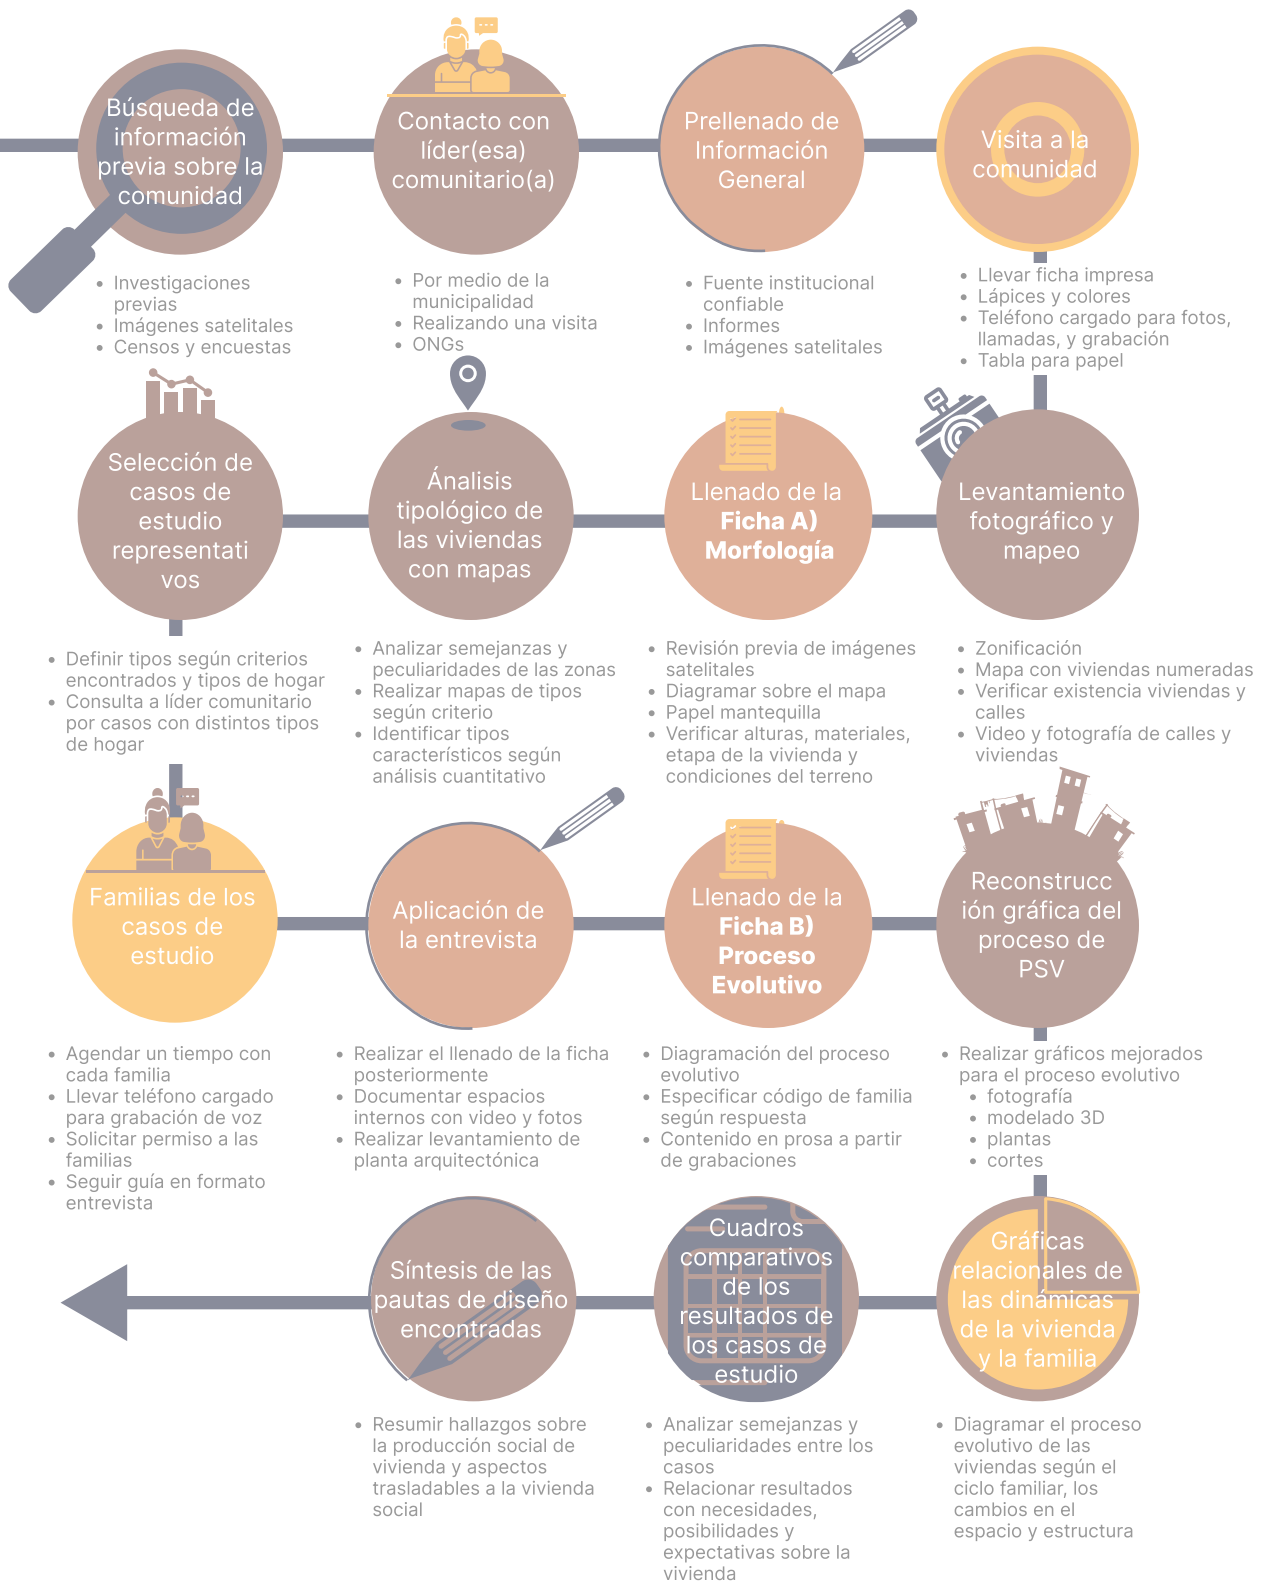 Búsqueda de
información
previa sobre la
comunidad
• Investigaciones
previas
• Imágenes satelitales
• Censos y encuestas
Contacto con
líder(esa)
comunitario(a)
• Por medio de la
municipalidad
• Realizando una visita
• ONGs
Prellenado de
Información
General
• Fuente institucional
confiable
• Informes
• Imágenes satelitales
Visita a la
comunidad
• Llevar ficha impresa
• Lápices y colores
• Teléfono cargado para fotos,
llamadas, y grabación
• Tabla para papel
Levantamiento
fotográfico y
mapeo
• Zonificación
• Mapa con viviendas numeradas
• Verificar existencia viviendas y
calles
• Video y fotografía de calles y
viviendas
Llenado de la
Ficha A)
Morfología
• Revisión previa de imágenes
satelitales
• Diagramar sobre el mapa
• Papel mantequilla
• Verificar alturas, materiales,
etapa de la vivienda y
condiciones del terreno
Ánalisis
tipológico de
las viviendas
con mapas
• Analizar semejanzas y
peculiaridades de las zonas
• Realizar mapas de tipos
según criterio
• Identificar tipos
característicos según
análisis cuantitativo
Selección de
casos de
estudio
representati
vos
• Definir tipos según criterios
encontrados y tipos de hogar
• Consulta a líder comunitario
por casos con distintos tipos
de hogar
Familias de los
casos de
estudio
• Agendar un tiempo con
cada familia
• Llevar teléfono cargado
para grabación de voz
• Solicitar permiso a las
familias
• Seguir guía en formato
entrevista
Aplicación de
la entrevista
• Realizar el llenado de la ficha
posteriormente
• Documentar espacios
internos con video y fotos
• Realizar levantamiento de
planta arquitectónica
Llenado de la
Ficha B)
Proceso
Evolutivo
• Diagramación del proceso
evolutivo
• Especificar código de familia
según respuesta
• Contenido en prosa a partir
de grabaciones
Reconstrucc
ión gráfica del
proceso de
PSV
• Realizar gráficos mejorados
para el proceso evolutivo
• fotografía
• modelado 3D
• plantas
• cortes
Gráficas
relacionales de
las dinámicas
de la vivienda
y la familia
• Diagramar el proceso
evolutivo de las
viviendas según el
ciclo familiar, los
cambios en el
espacio y estructura
Cuadros
comparativos
de los
resultados de
los casos de
estudio
• Analizar semejanzas y
peculiaridades entre los
casos
• Relacionar resultados
con necesidades,
posibilidades y
expectativas sobre la
vivienda
Síntesis de las
pautas de diseño
encontradas
• Resumir hallazgos sobre
la producción social de
vivienda y aspectos
trasladables a la vivienda
social